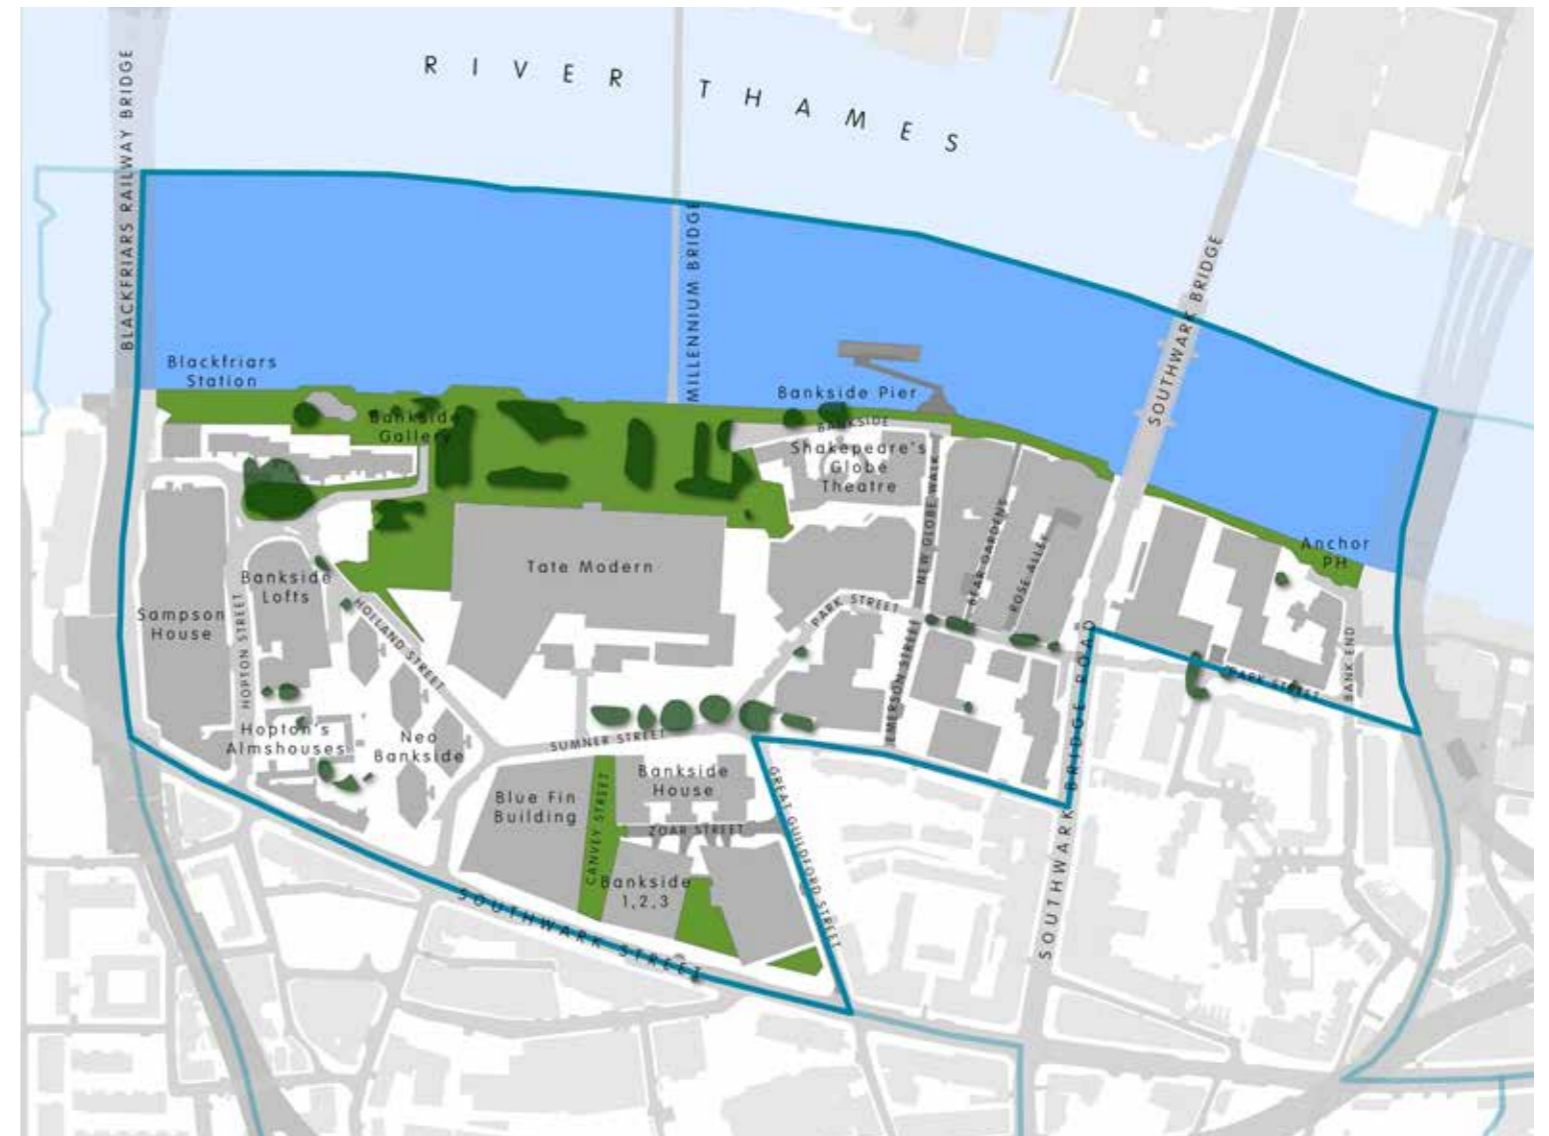 RIVER THAMES
BLACKFRIARS RAILWAY BRIDGE
MILLENNIUM BRIDGE
SOUTHWARK BRIDGE
Blackfriars
Station
Bankside
Gallery
Bankside Pier
BANKSIDE
Shakepedre's
Globe
Theatre
NEW GLOBE WALK
BEAR GARDENS
ROSE ALLEY
Anchor
PH
Tate Modern
Bankside
Lofts
Sampson
House
HOPTON STREET
HOLLAND STREET
PARK STREET
EMERSON STREET
SOUTHWARK BRIDGE ROAD
PARK STREET
BANK END
Hopton's
Almshouses
Neo
Bankside
SUMNER STREET
Bankside
House
Blue Fin
Building
CANVEY STREET
ZOAR STREET
GREAT GUILDFORD STREET
Bankside
1,2,3
SOUTHWARK STREET